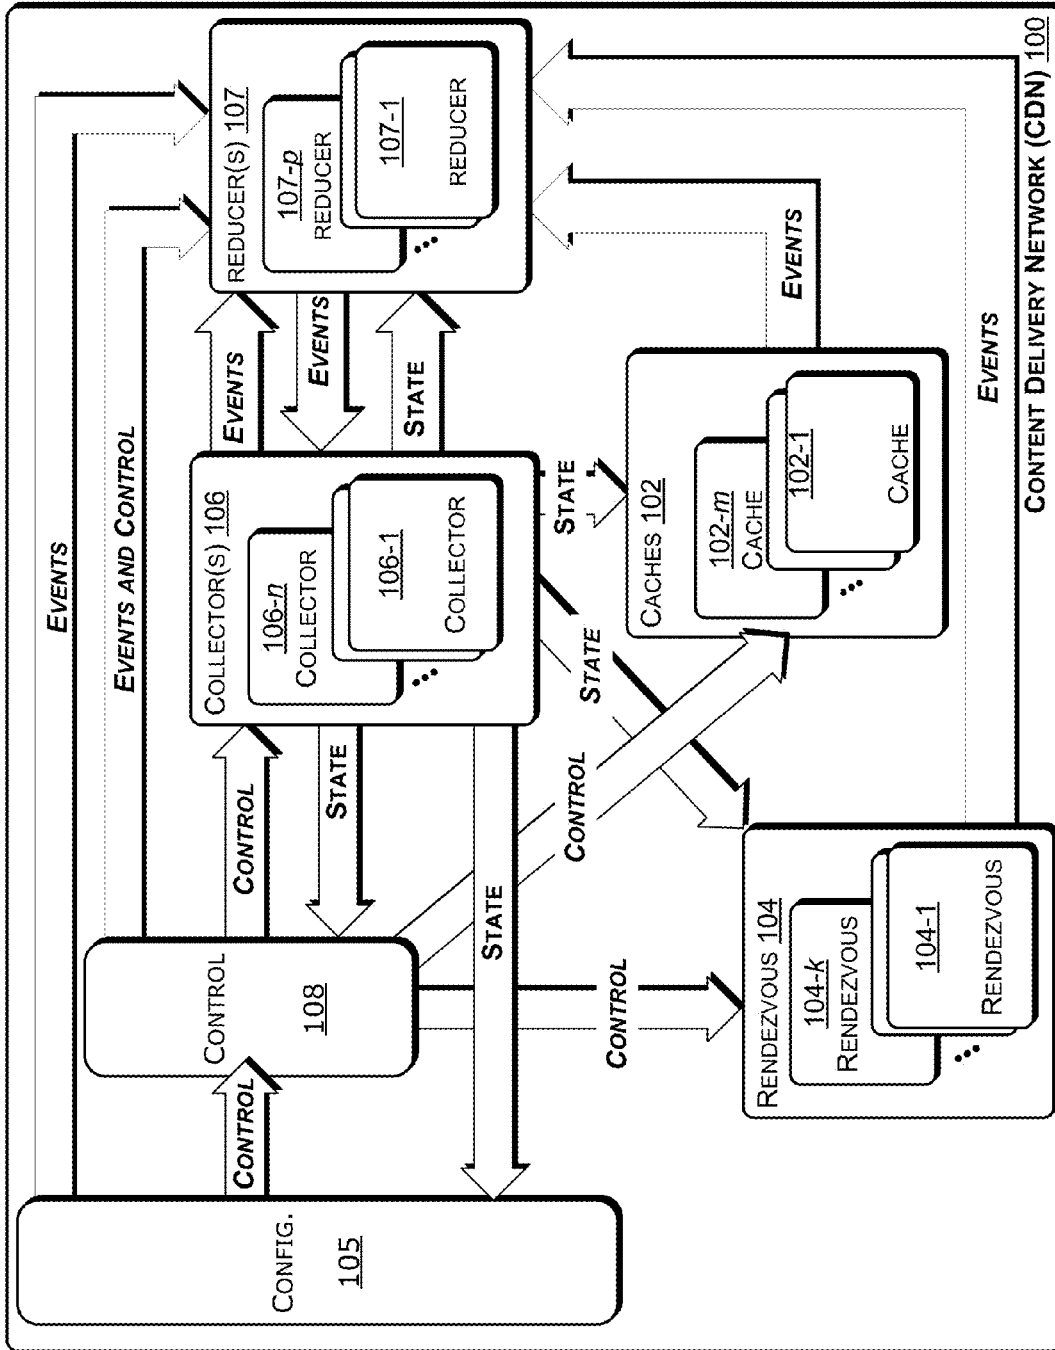 EVENTS
EVENTS AND CONTROL
CONFIG.
105
CONTROL
CONTROL
108
CONTROL
STATE
STATE
COLLECTOR(S) 106
106-n
COLLECTOR
106-1
COLLECTOR
...
EVENTS
EVENTS
STATE
REDUCER(S) 107
107-p
REDUCER
107-1
REDUCER
...
STATE
STATE
CONTROL
CONTROL
CACHES 102
102-m
CACHE
102-1
CACHE
...
EVENTS
RENDEZVOUS 104
104-k
RENDEZVOUS
104-1
RENDEZVOUS
...
EVENTS
CONTENT DELIVERY NETWORK (CDN) 100